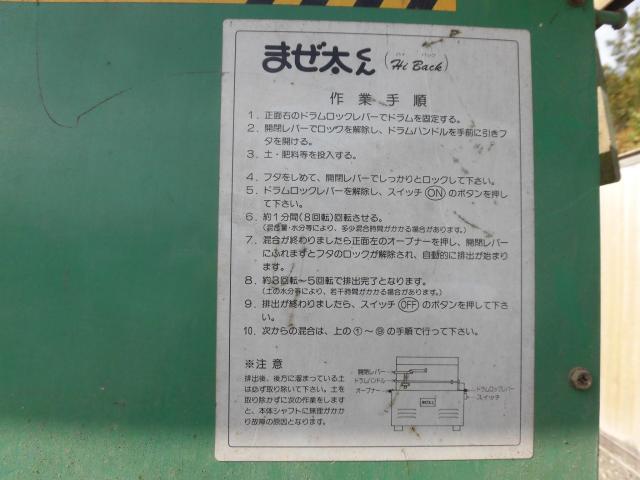 まぜ太くん(Hi Back)
作業手順
1. 正面右のドラムロックレバーでドラムを固定する。
2. 開閉レバーでロックを解除し、ドラムハンドルを手前に引きフ
タを開ける。
3. 土・肥料等を投入する。
4. フタをしめて、開閉レバーでしっかりとロックして下さい。
5. ドラムロックレバーを解除し、スイッチ ON のボタンを押し
て下さい。
6. 約1分間(8回転)回転させる。
(混合量・水分等により、多少混合時間がかかる場合があります。)
7. 混合が終わりましたら正面左のオープナーを押し、開閉レバー
にふれますとフタのロックが解除され、自動的に排出が始まり
ます。
8. 約3回転〜5回転で排出完了となります。
(土の水分等により、若干時間がかかる場合があります。)
9. 排出が終わりましたら、スイッチ OFF のボタンを押して下さ
い。
10. 次からの混合は、上の①〜⑨の手順で行って下さい。
※注意
排出後、後方に溜まっている土
は必ず取り除いて下さい。土を
取り除かずに次の作業をします
と、本体シャフトに無理がかか
り故障の原因となります。
開閉レバー
ドラムハンドル
オープナー
ドラムロックレバー
スイッチ